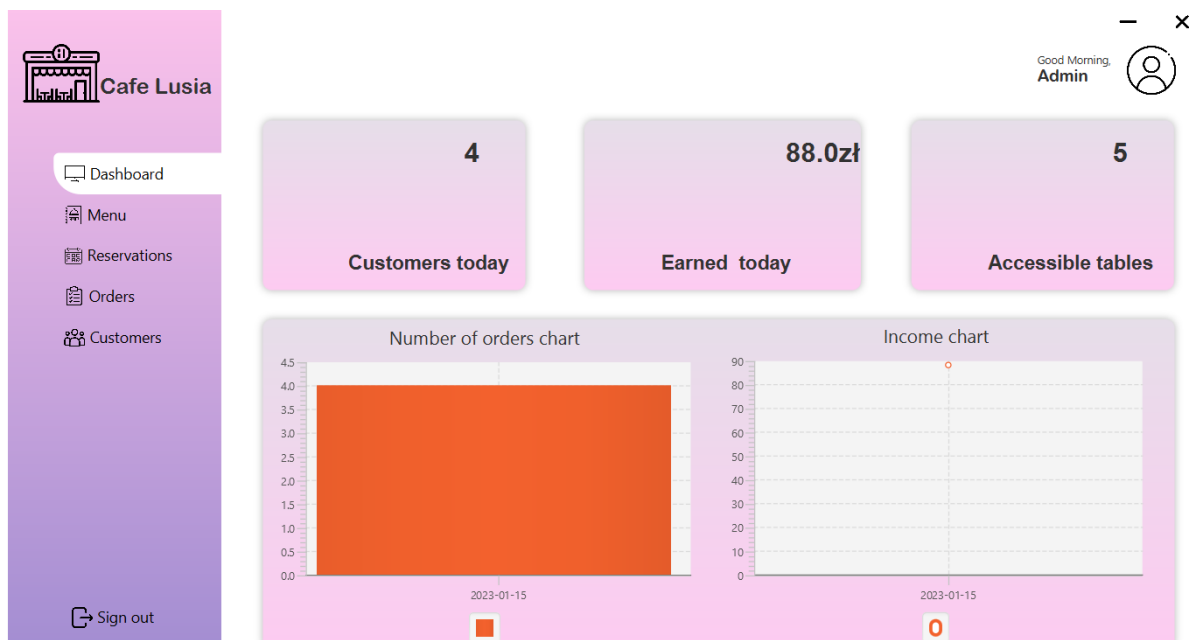 Cafe Lusia
Good Morning,
Admin
Dashboard
Menu
Reservations
Orders
Customers
Sign out
4
Customers today
88.0zł
Earned today
5
Accessible tables
Number of orders chart
4.5
4.0
3.5
3.0
2.5
2.0
1.5
1.0
0.5
0.0
2023-01-15
Income chart
90
80
70
60
50
40
30
20
10
0
2023-01-15